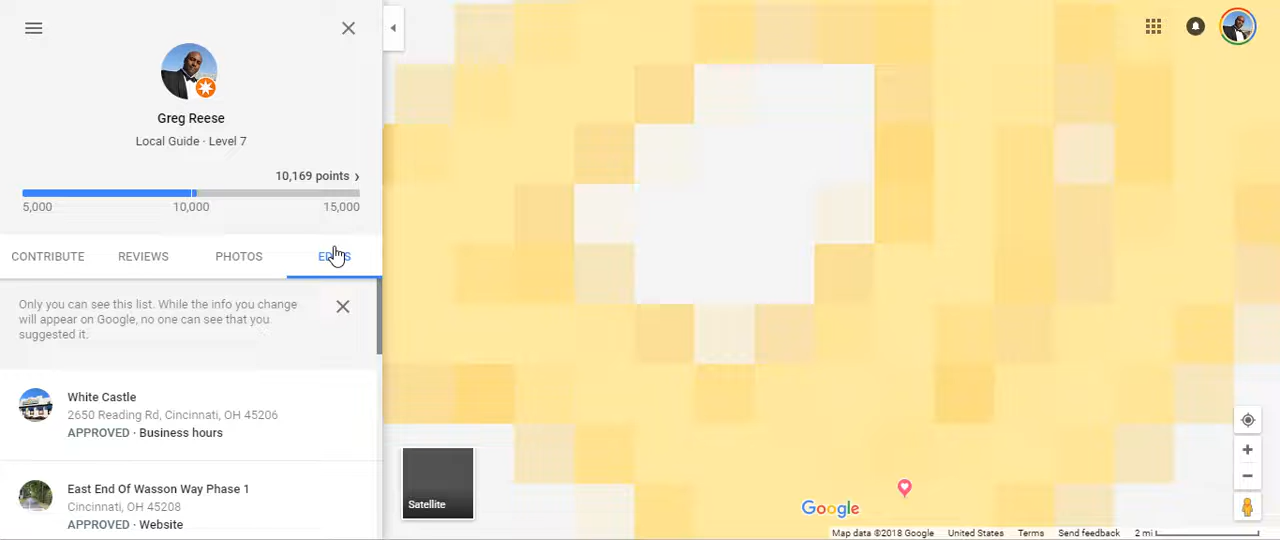 Greg Reese
Local Guide · Level 7
10,169 points ›
5,000 10,000 15,000
CONTRIBUTE REVIEWS PHOTOS
Only you can see this list. While the info you change
will appear on Google, no one can see that you
suggested it.
White Castle
2650 Reading Rd, Cincinnati, OH 45206
APPROVED · Business hours
East End Of Wasson Way Phase 1
Cincinnati, OH 45208
APPROVED · Website
Satellite
Google
Map data ©2018 Google United States Terms Send feedback 2 mi